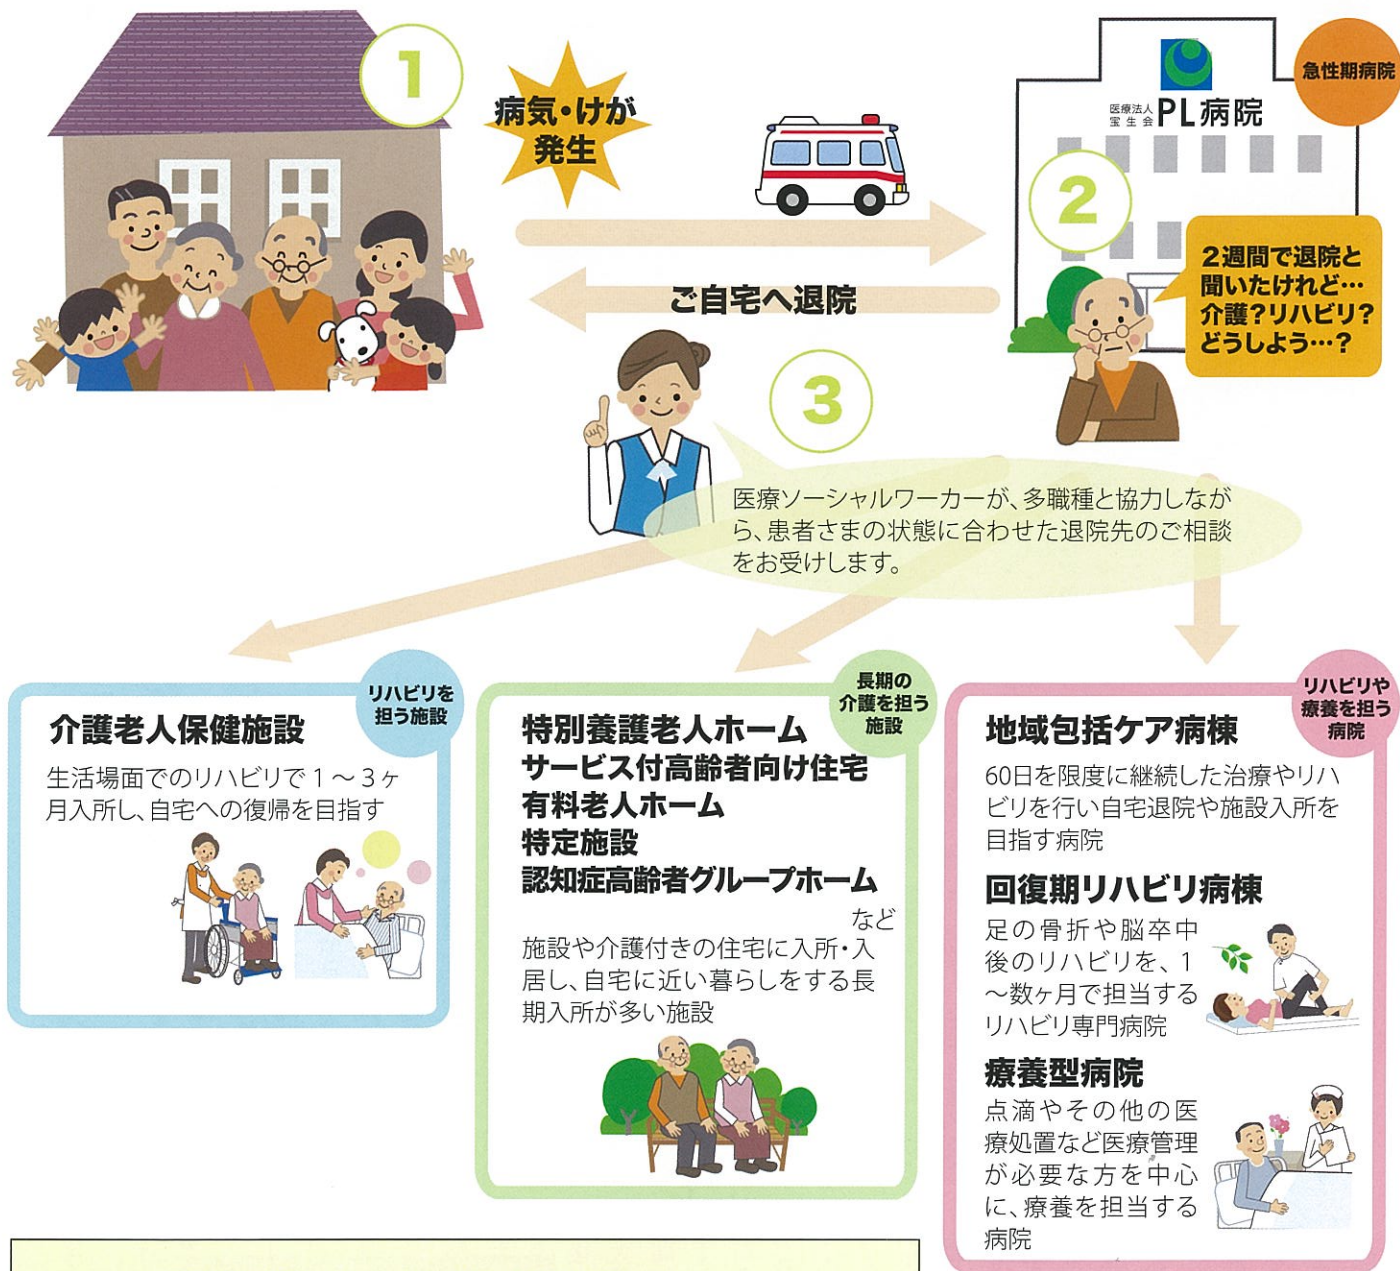 1
病気・けが
発生
急性期病院
医療法人
宝生会
PL病院
2
2週間で退院と
聞いたけれど…
介護?リハビリ?
どうしよう…?
ご自宅へ退院
3
医療ソーシャルワーカーが、多職種と協力しなが
ら、患者さまの状態に合わせた退院先のご相談
をお受けします。
リハビリを
担う施設
介護老人保健施設
生活場面でのリハビリで1〜3ヶ
月入所し、自宅への復帰を目指す
長期の
介護を担う
施設
特別養護老人ホーム
サービス付高齢者向け住宅
有料老人ホーム
特定施設
認知症高齢者グループホーム
など
施設や介護付きの住宅に入所・入
居し、自宅に近い暮らしをする長
期入所が多い施設
リハビリや
療養を担う
病院
地域包括ケア病棟
60日を限度に継続した治療やリハ
ビリを行い自宅退院や施設入所を
目指す病院
回復期リハビリ病棟
足の骨折や脳卒中
後のリハビリを、1
〜数ヶ月で担当する
リハビリ専門病院
療養型病院
点滴やその他の医
療処置など医療管理
が必要な方を中心
に、療養を担当する
病院